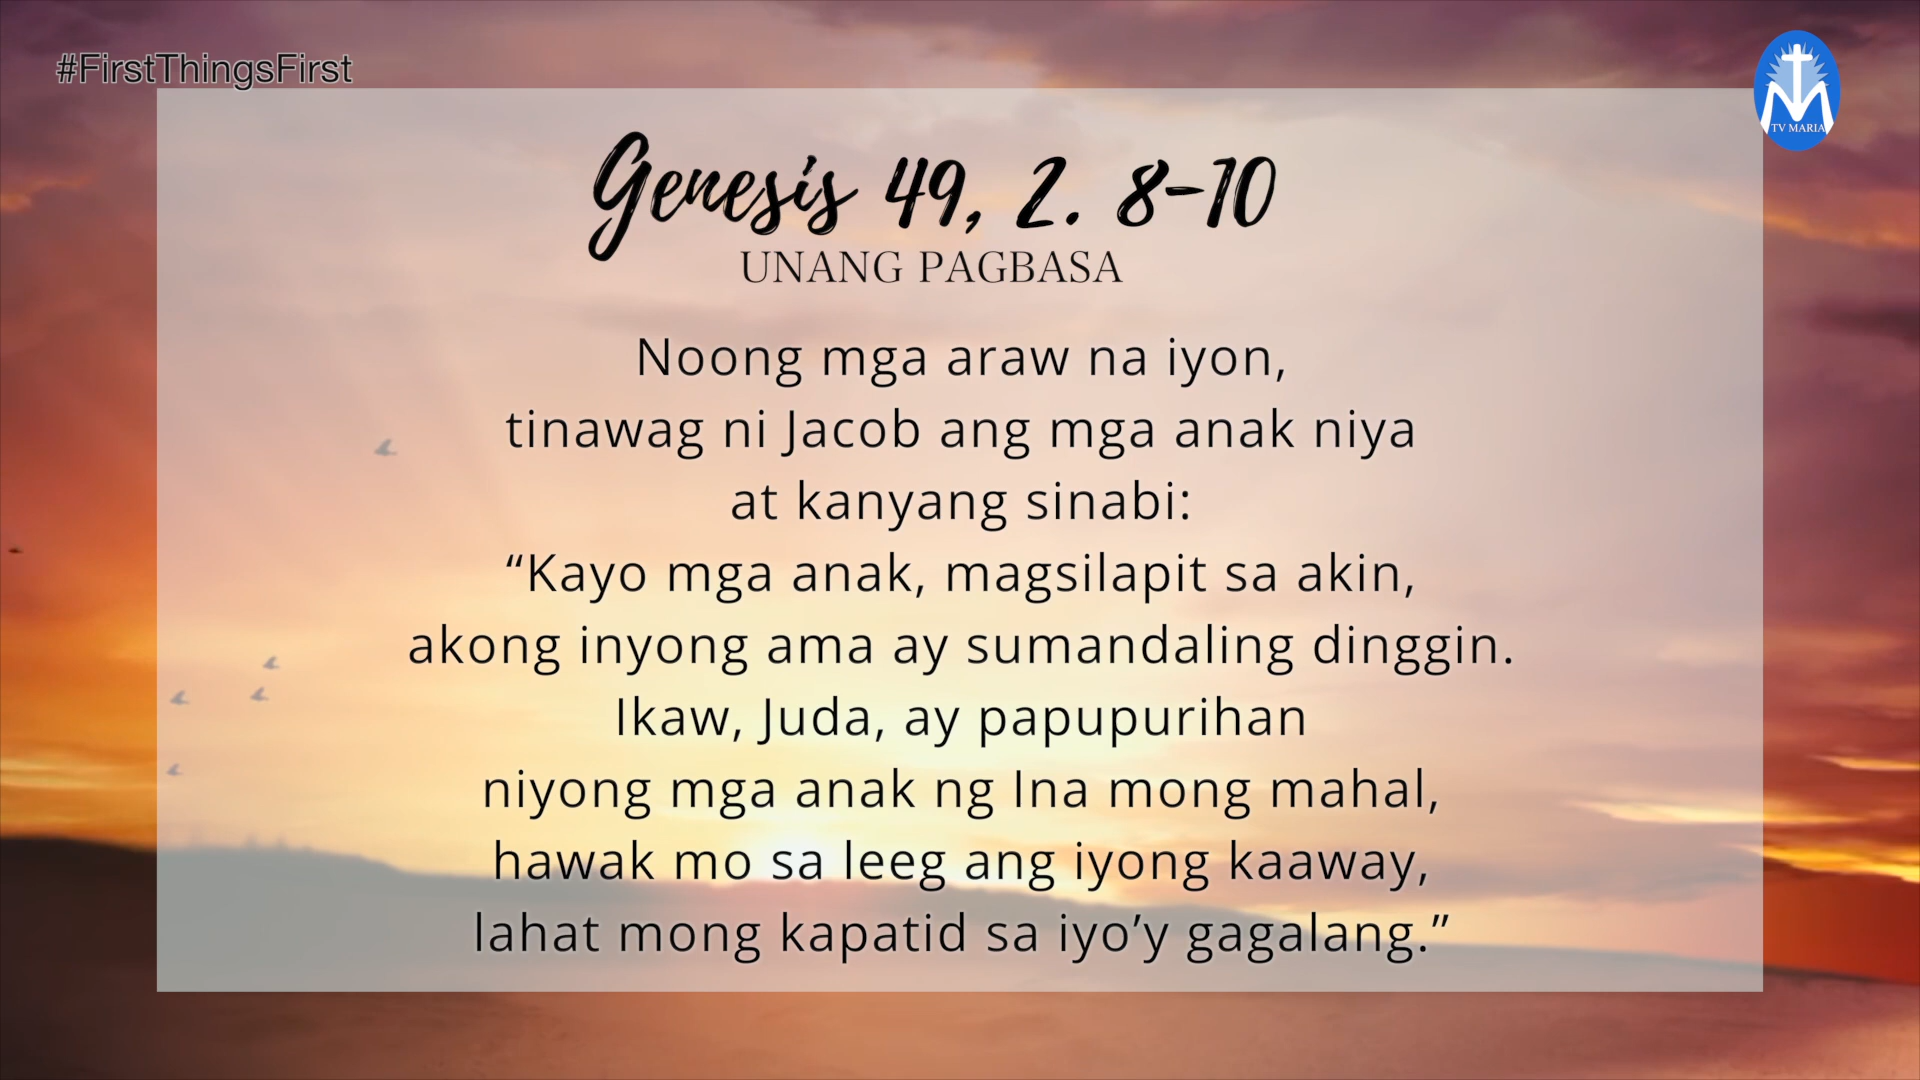 #FirstThingsFirst
TV MARIA
Genesis 49, 2. 8-10
UNANG PAGBASA
Noong mga araw na iyon,
tinawag ni Jacob ang mga anak niya
at kanyang sinabi:
“Kayo mga anak, magsilapit sa akin,
akong inyong ama ay sumandaling dinggin.
Ikaw, Juda, ay papupurihan
niyong mga anak ng Ina mong mahal,
hawak mo sa leeg ang iyong kaaway,
lahat mong kapatid sa iyo’y gagalang.”